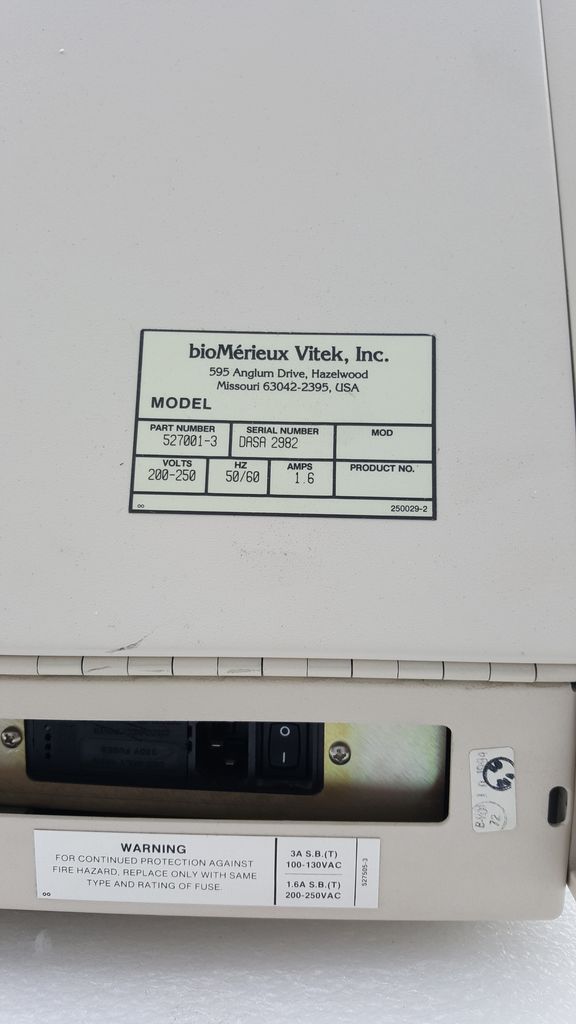 bioMérieux Vitek, Inc.
595 Anglum Drive, Hazelwood
Missouri 63042-2395, USA
MODEL
PART NUMBER
527001-3
SERIAL NUMBER
DASA 2982
MOD
VOLTS
200-250
HZ
50/60
AMPS
1.6
PRODUCT NO.
250029-2
O
I
WARNING
FOR CONTINUED PROTECTION AGAINST
FIRE HAZARD, REPLACE ONLY WITH SAME
TYPE AND RATING OF FUSE.
3A S.B.(T)
100-130VAC
1.6A S.B.(T)
200-250VAC
527505-3